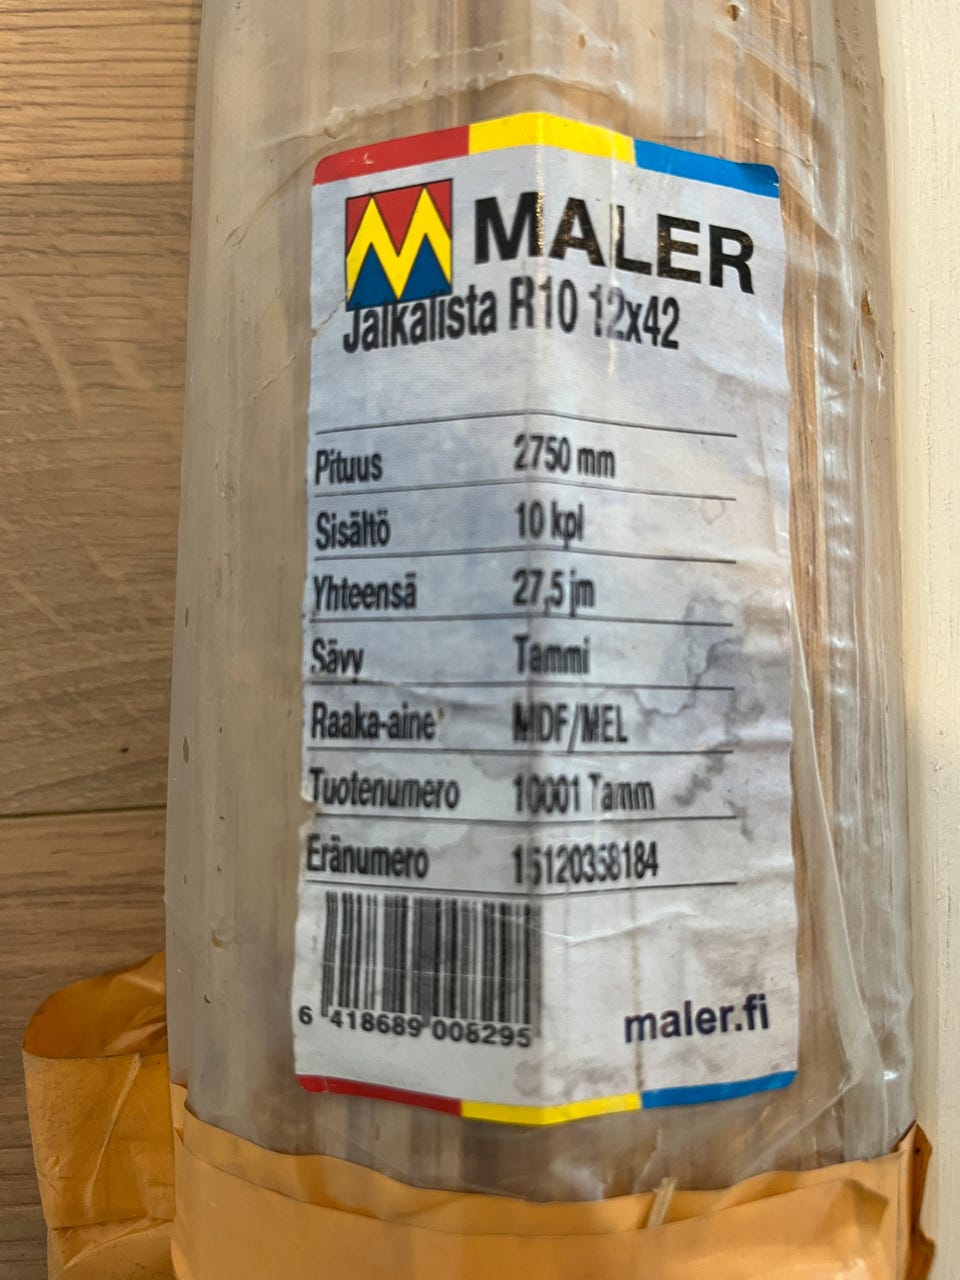 MALER
Jalkalista R10 12x42
Pituus 2750 mm
Sisältö 10 kpl
Yhteensä 27,5 jm
Sävy Tammi
Raaka-aine MDF/MEL
Tuotenumero 10001 Tamm
Eränumero 15120358184
6 418689 006295
maler.fi